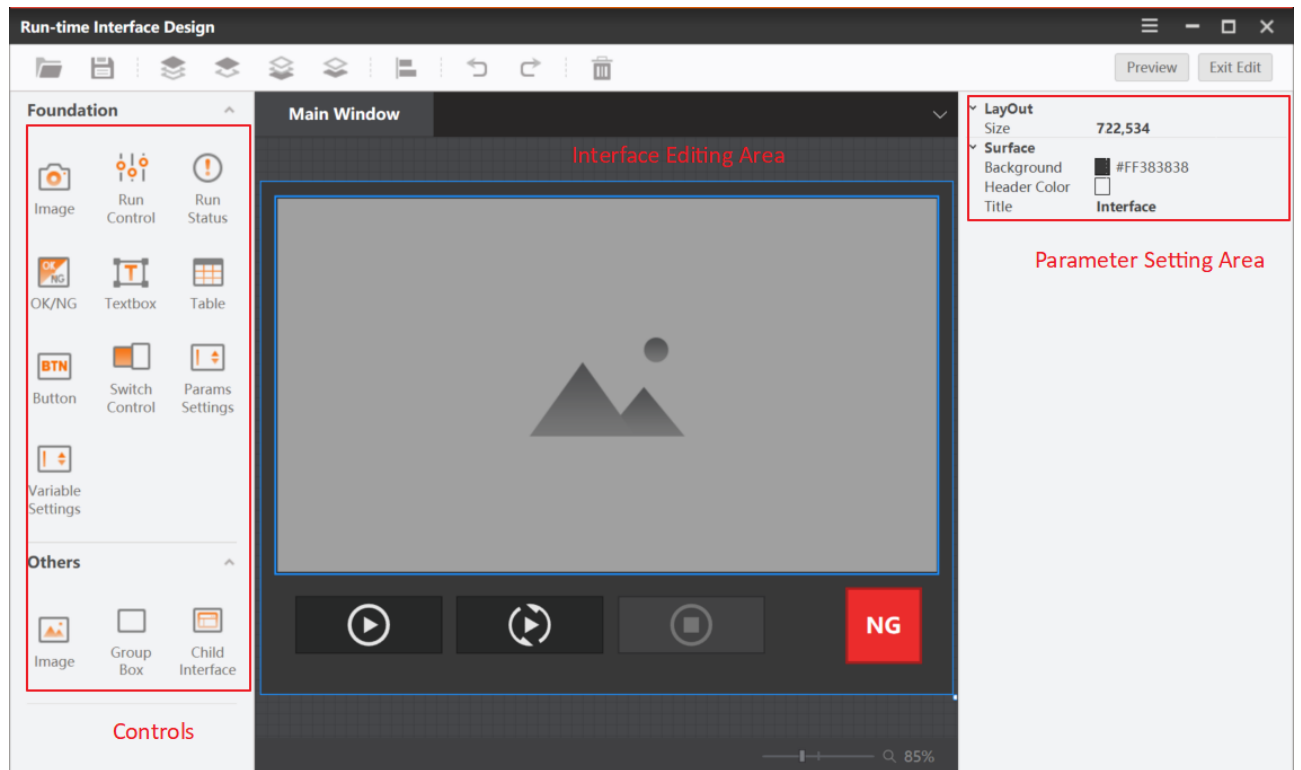 Run-time Interface Design
Preview
Exit Edit
Foundation
Image
Run
Control
Run
Status
OK
NG
OK/NG
T
Textbox
Table
BTN
Button
Switch
Control
Params
Settings
Variable
Settings
Others
Image
Group
Box
Child
Interface
Controls
Main Window
Interface Editing Area
NG
85%
LayOut
Size 722,534
Surface
Background #FF383838
Header Color
Title Interface
Parameter Setting Area